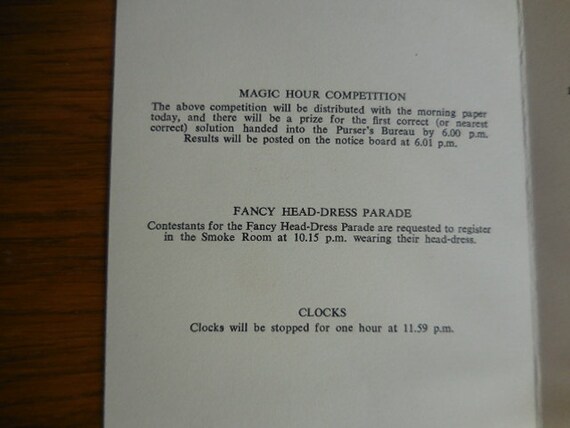 MAGIC HOUR COMPETITION
The above competition will be distributed with the morning paper
today, and there will be a prize for the first correct (or nearest
correct) solution handed into the Purser's Bureau by 6.00 p.m.
Results will be posted on the notice board at 6.01 p.m.
FANCY HEAD-DRESS PARADE
Contestants for the Fancy Head-Dress Parade are requested to register
in the Smoke Room at 10.15 p.m. wearing their head-dress.
CLOCKS
Clocks will be stopped for one hour at 11.59 p.m.